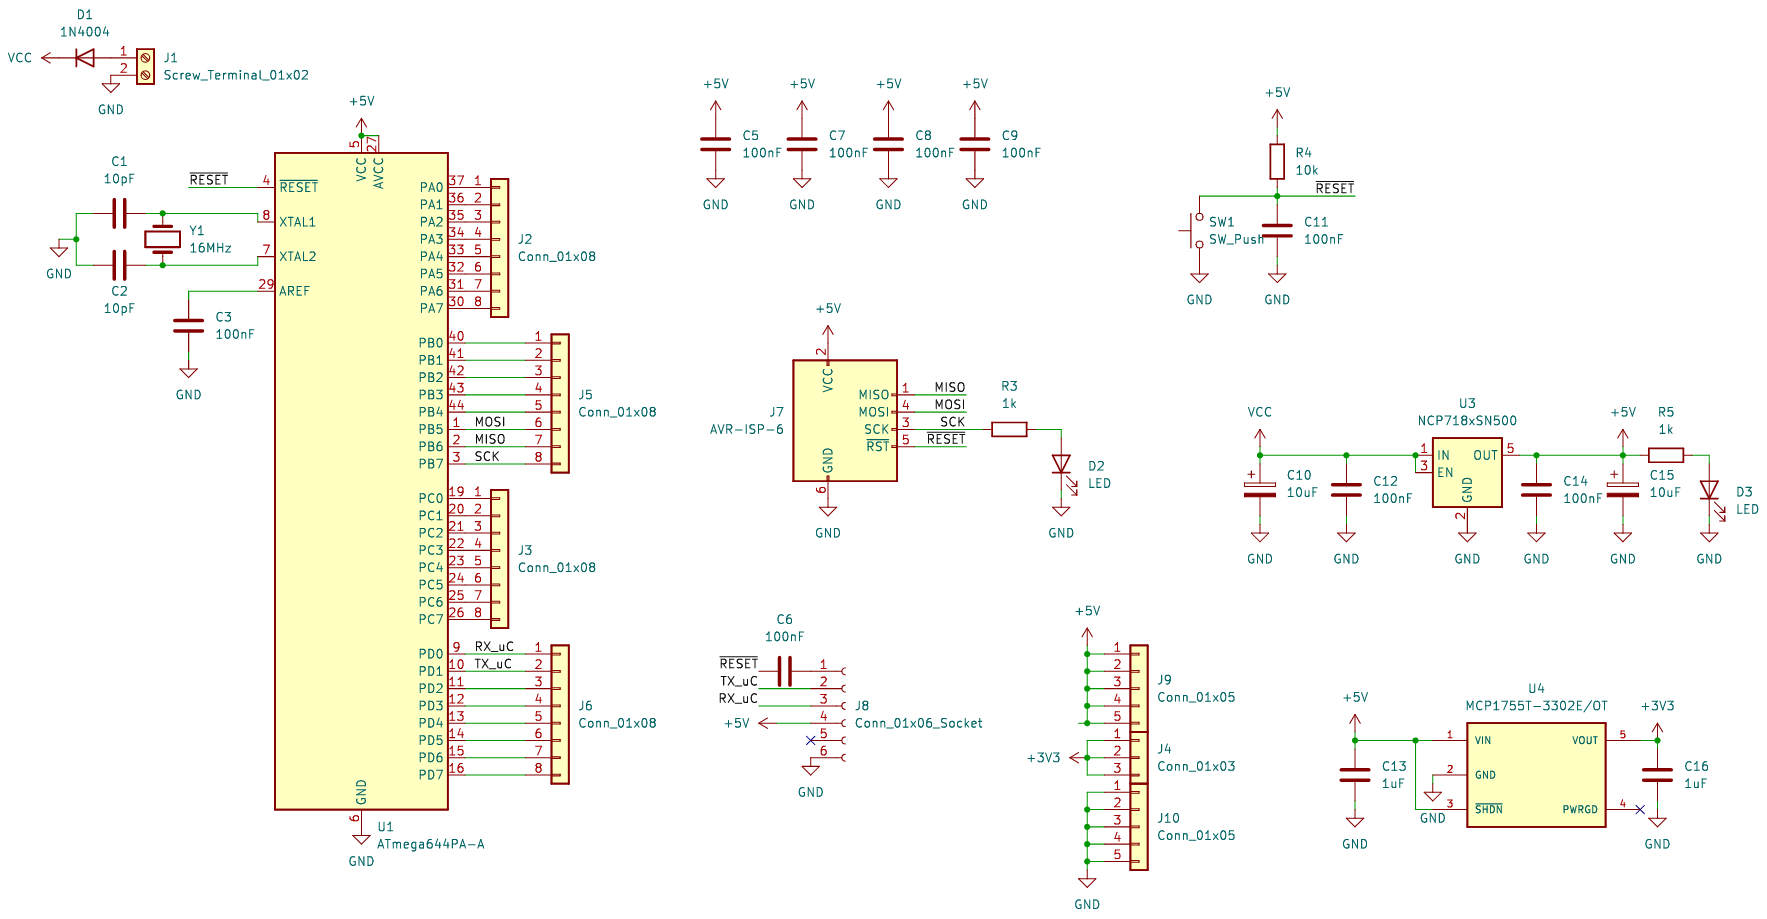 D1
1N4004
VCC
1
2
J1
Screw_Terminal_01x02
GND
+5V
5
27
VCC
AVCC
C1
10pF
RESET
4
RESET
8
XTAL1
Y1
16MHz
7
XTAL2
GND
C2
10pF
29
AREF
C3
100nF
GND
PA0 37 1
PA1 36 2
PA2 35 3
PA3 34 4
PA4 33 5
PA5 32 6
PA6 31 7
PA7 30 8
J2
Conn_01x08
PB0 40 1
PB1 41 2
PB2 42 3
PB3 43 4
PB4 44 5
PB5 1 MOSI 6
PB6 2 MISO 7
PB7 3 SCK 8
J5
Conn_01x08
PC0 19 1
PC1 20 2
PC2 21 3
PC3 22 4
PC4 23 5
PC5 24 6
PC6 25 7
PC7 26 8
J3
Conn_01x08
PD0 9 RX_uC 1
PD1 10 TX_uC 2
PD2 11 3
PD3 12 4
PD4 13 5
PD5 14 6
PD6 15 7
PD7 16 8
J6
Conn_01x08
GND
6
U1
ATmega644PA-A
GND
+5V
C5
100nF
GND
+5V
C7
100nF
GND
+5V
C8
100nF
GND
+5V
C9
100nF
GND
+5V
R4
10k
RESET
SW1
SW_Push
C11
100nF
GND
GND
+5V
2
VCC
J7
AVR-ISP-6
MISO 1 MISO
MOSI 4 MOSI
SCK 3 SCK
RST 5 RESET
GND
6
GND
R3
1k
D2
LED
GND
VCC
C10
10uF
+
GND
C12
100nF
GND
U3
NCP718xSN500
1 IN
3 EN
OUT 5
GND
2
GND
C14
100nF
GND
+5V
+
C15
10uF
GND
R5
1k
D3
LED
GND
C6
100nF
RESET 1
TX_uC 2
RX_uC 3
+5V 4
5
6
J8
Conn_01x06_Socket
GND
+5V
1
2
3
4
5
J9
Conn_01x05
+3V3
1
2
3
J4
Conn_01x03
1
2
3
4
5
J10
Conn_01x05
GND
U4
MCP1755T-3302E/OT
+5V
+3V3
1 VIN
VOUT 5
2 GND
3 SHDN
PWRGD 4
C13
1uF
GND
GND
C16
1uF
GND